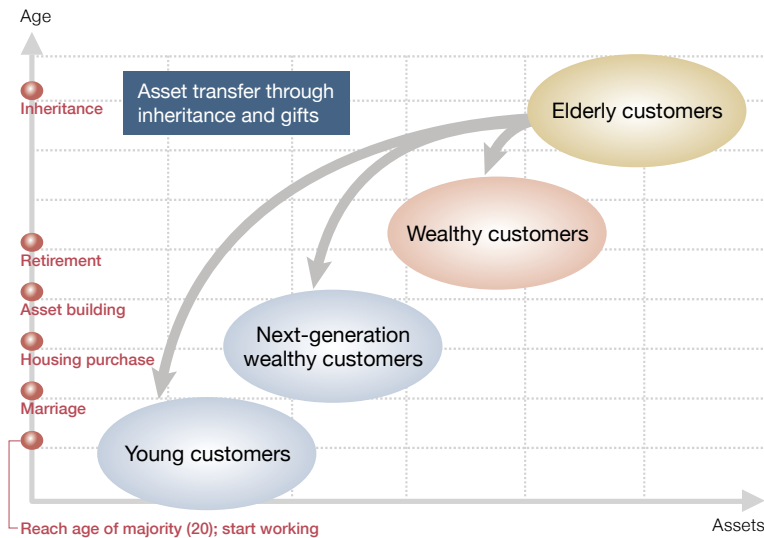 Age
Asset transfer through
inheritance and gifts
Elderly customers
Inheritance
Wealthy customers
Retirement
Asset building
Next-generation
wealthy customers
Housing purchase
Marriage
Young customers
Reach age of majority (20); start working
Assets